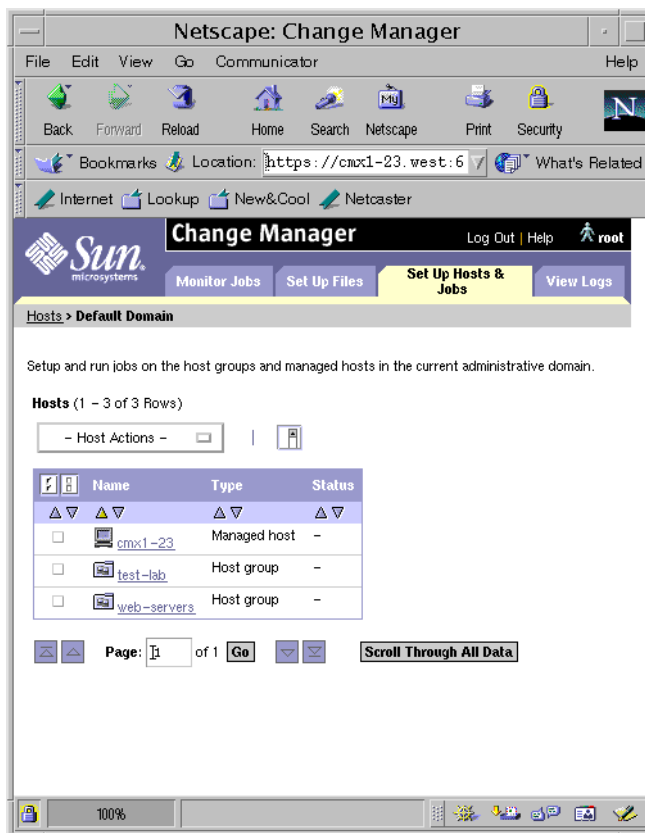 Netscape: Change Manager
File Edit View Go Communicator Help
Back Forward Reload Home Search Netscape Print Security
My
N
Bookmarks Location: https://cmx1-23.west:6 What's Related
Internet Lookup New&Cool Netcaster
Sun microsystems
Change Manager Log Out | Help root
Monitor Jobs Set Up Files Set Up Hosts & Jobs View Logs
Hosts > Default Domain
Setup and run jobs on the host groups and managed hosts in the current administrative domain.
Hosts (1 – 3 of 3 Rows)
– Host Actions – |
Name Type Status
cmx1-23 Managed host –
test-lab Host group –
web-servers Host group –
Page: 1 of 1 Go Scroll Through All Data
100%